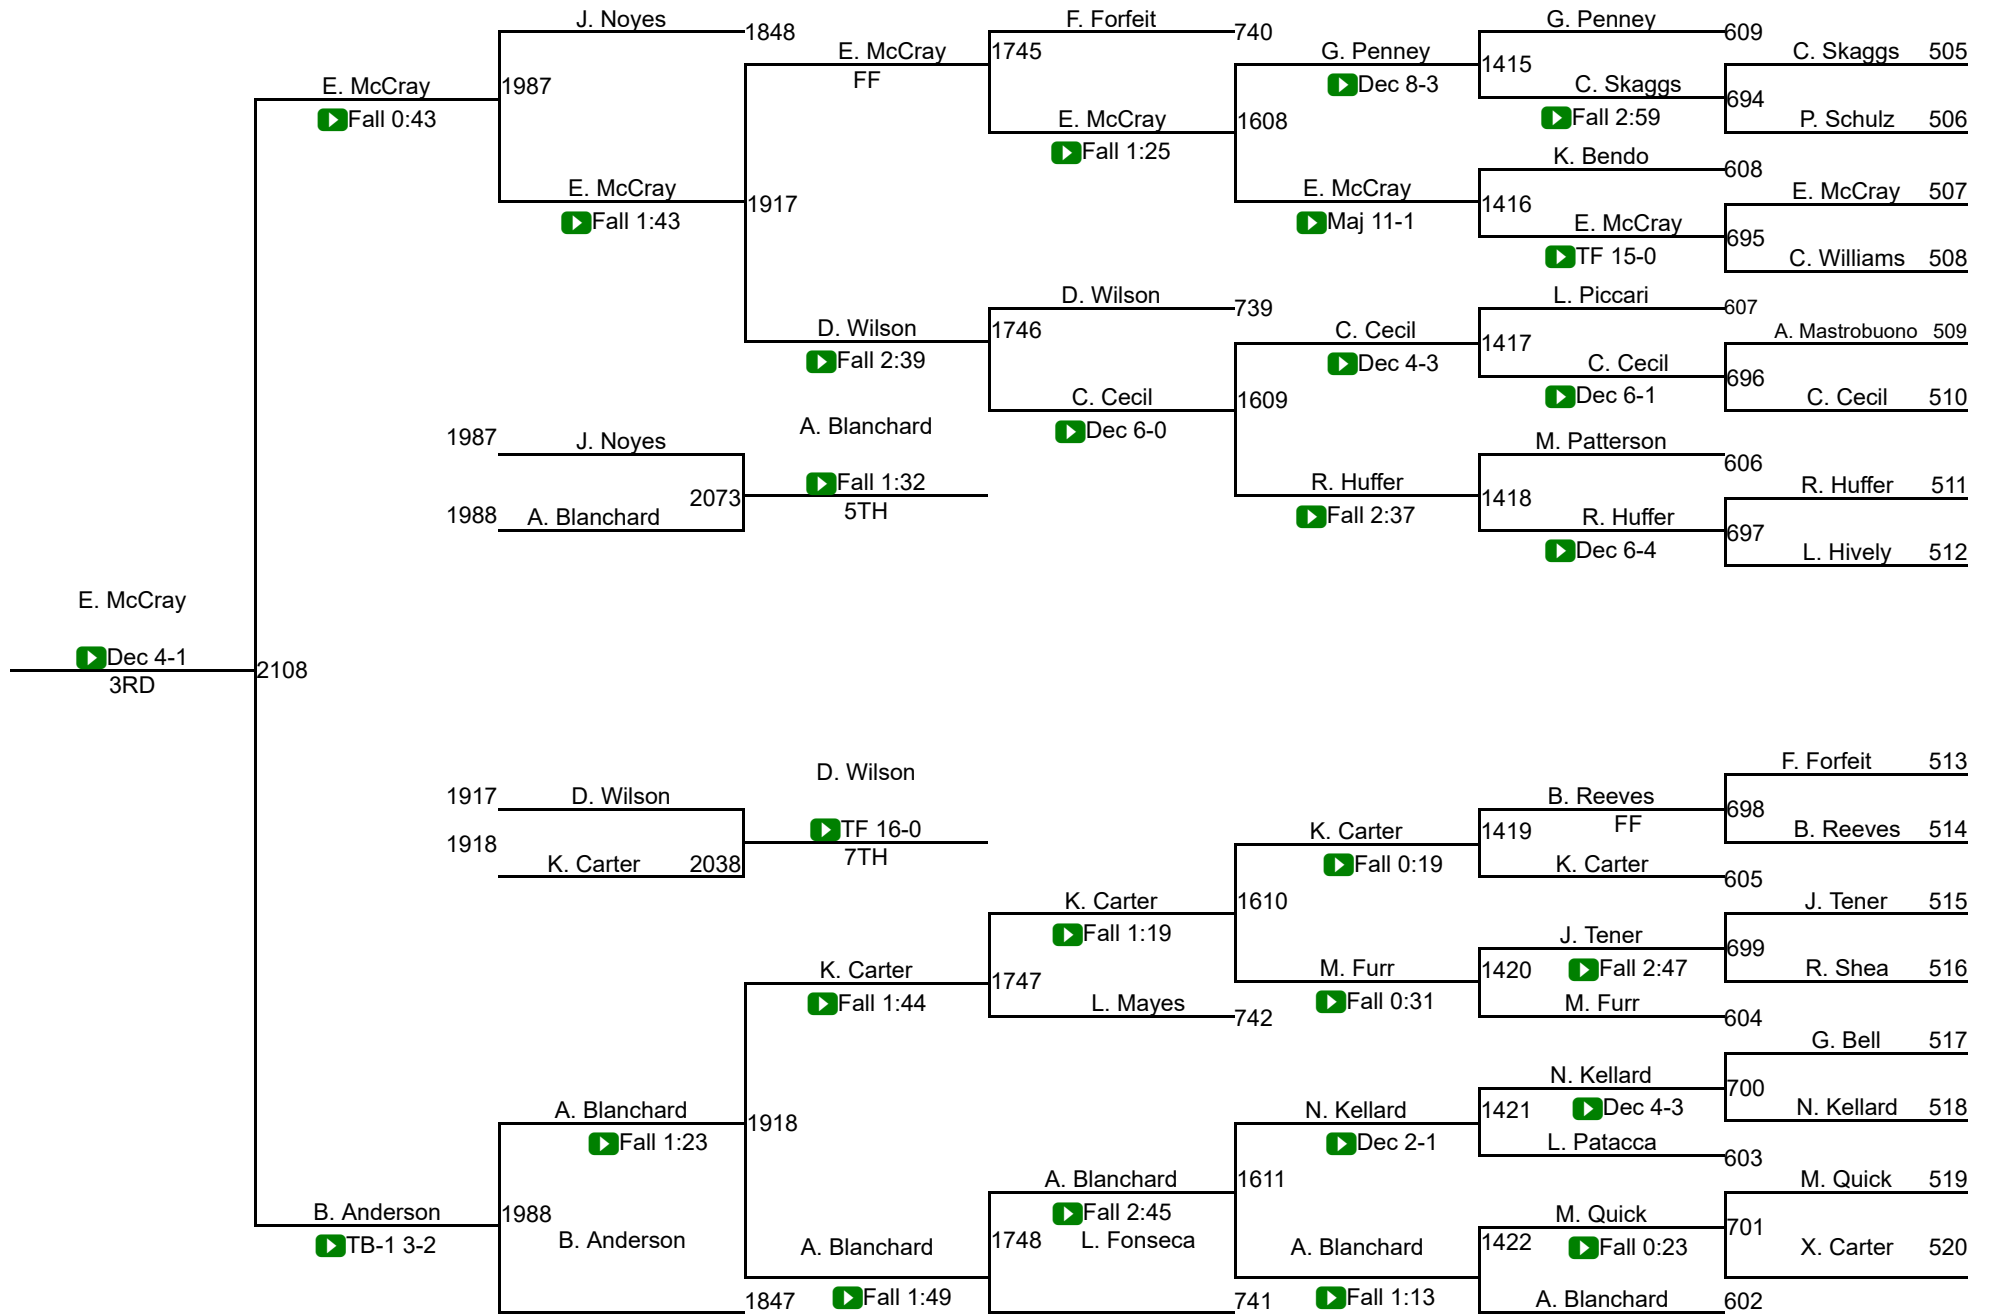 J. Noyes
F. Forfeit
G. Penney
1848
740
609
E. McCray
1745
G. Penney
C. Skaggs 505
FF
1415
E. McCray
1987
Dec 8-3
C. Skaggs
694
Fall 0:43
E. McCray
1608
Fall 2:59
P. Schulz 506
Fall 1:25
K. Bendo
608
E. McCray
1917
E. McCray
1416
E. McCray 507
Fall 1:43
Maj 11-1
E. McCray
695
TF 15-0
C. Williams 508
D. Wilson
739
L. Piccari
607
D. Wilson
1746
C. Cecil
1417
A. Mastrobuono 509
Fall 2:39
Dec 4-3
C. Cecil
696
C. Cecil
1609
Dec 6-1
C. Cecil 510
1987
J. Noyes
A. Blanchard
Dec 6-0
M. Patterson
606
2073
Fall 1:32
R. Huffer
1418
R. Huffer 511
1988
A. Blanchard
5TH
Fall 2:37
R. Huffer
697
Dec 6-4
L. Hively 512
E. McCray
Dec 4-1
2108
3RD
D. Wilson
F. Forfeit 513
1917
D. Wilson
B. Reeves
698
1918
TF 16-0
K. Carter
1419
FF
B. Reeves 514
K. Carter
2038
7TH
Fall 0:19
K. Carter
605
K. Carter
1610
J. Tener 515
Fall 1:19
J. Tener
699
K. Carter
1747
M. Furr
1420
Fall 2:47
R. Shea 516
Fall 1:44
L. Mayes
742
Fall 0:31
M. Furr
604
G. Bell 517
N. Kellard
700
A. Blanchard
1918
N. Kellard
1421
Dec 4-3
N. Kellard 518
Fall 1:23
Dec 2-1
L. Patacca
603
A. Blanchard
1611
M. Quick 519
B. Anderson
1988
Fall 2:45
M. Quick
701
TB-1 3-2
B. Anderson
A. Blanchard
1748
L. Fonseca
A. Blanchard
1422
Fall 0:23
X. Carter 520
1847
Fall 1:49
741
Fall 1:13
A. Blanchard
602